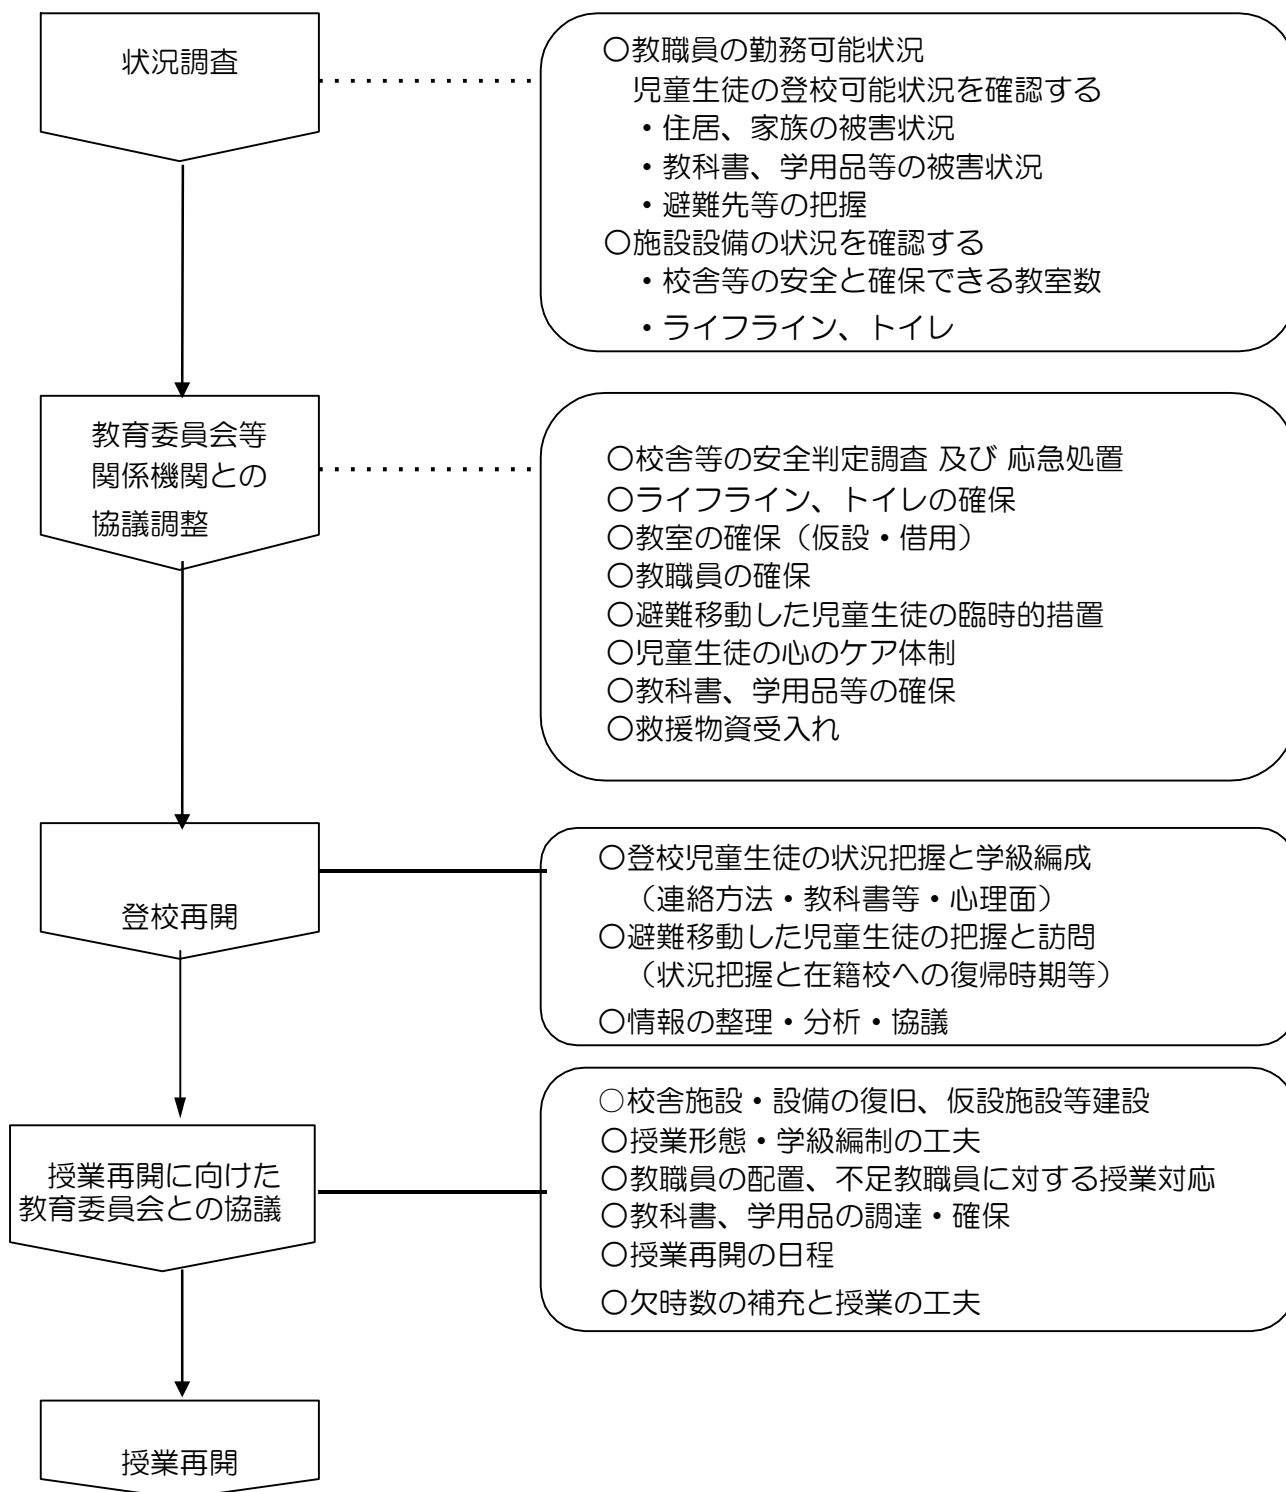 状況調査
○教職員の勤務可能状況
児童生徒の登校可能状況を確認する
・住居、家族の被害状況
・教科書、学用品等の被害状況
・避難先等の把握
○施設設備の状況を確認する
・校舎等の安全と確保できる教室数
・ライフライン、トイレ
教育委員会等
関係機関との
協議調整
○校舎等の安全判定調査 及び 応急処置
○ライフライン、トイレの確保
○教室の確保（仮設・借用）
○教職員の確保
○避難移動した児童生徒の臨時的措置
○児童生徒の心のケア体制
○教科書、学用品等の確保
○救援物資受入れ
登校再開
○登校児童生徒の状況把握と学級編成
（連絡方法・教科書等・心理面）
○避難移動した児童生徒の把握と訪問
（状況把握と在籍校への復帰時期等）
○情報の整理・分析・協議
授業再開に向けた
教育委員会との協議
○校舎施設・設備の復旧、仮設施設等建設
○授業形態・学級編制の工夫
○教職員の配置、不足教職員に対する授業対応
○教科書、学用品の調達・確保
○授業再開の日程
○欠時数の補充と授業の工夫
授業再開